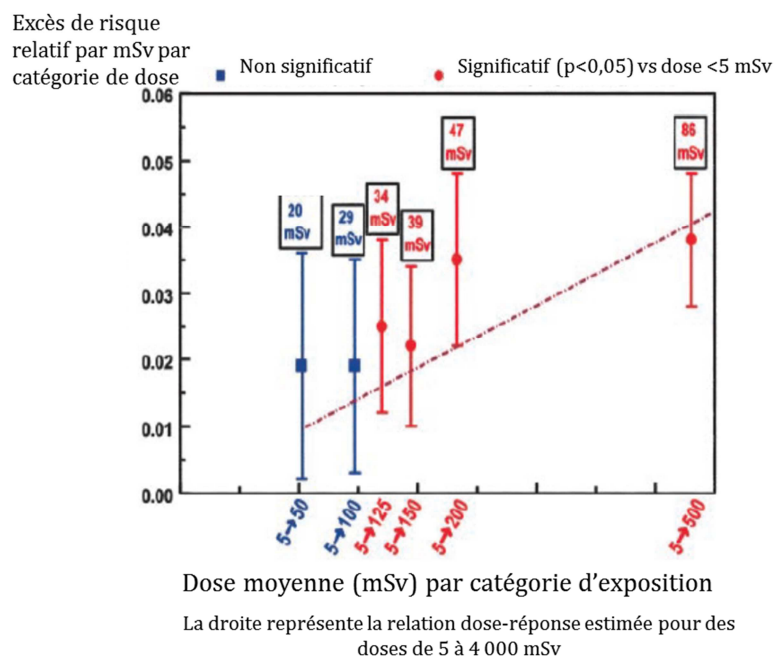 Excès de risque
relatif par mSv par
catégorie de dose
Non significatif
Significatif (p<0,05) vs dose <5 mSv
0.06
0.05
0.04
0.03
0.02
0.01
0.00
20
mSv
29
mSv
34
mSv
39
mSv
47
mSv
86
mSv
5→50
5→100
5→125
5→150
5→200
5→500
Dose moyenne (mSv) par catégorie d’exposition
La droite représente la relation dose-réponse estimée pour des
doses de 5 à 4 000 mSv